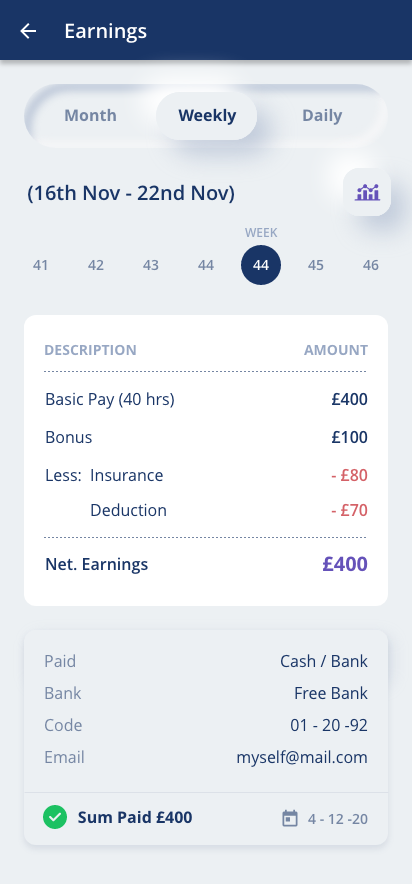 Earnings
Month Weekly Daily
(16th Nov - 22nd Nov)
WEEK
41 42 43 44 44 45 46
DESCRIPTION AMOUNT
Basic Pay (40 hrs) £400
Bonus £100
Less: Insurance - £80
Deduction - £70
Net. Earnings £400
Paid Cash / Bank
Bank Free Bank
Code 01 - 20 -92
Email myself@mail.com
Sum Paid £400 4 - 12 -20